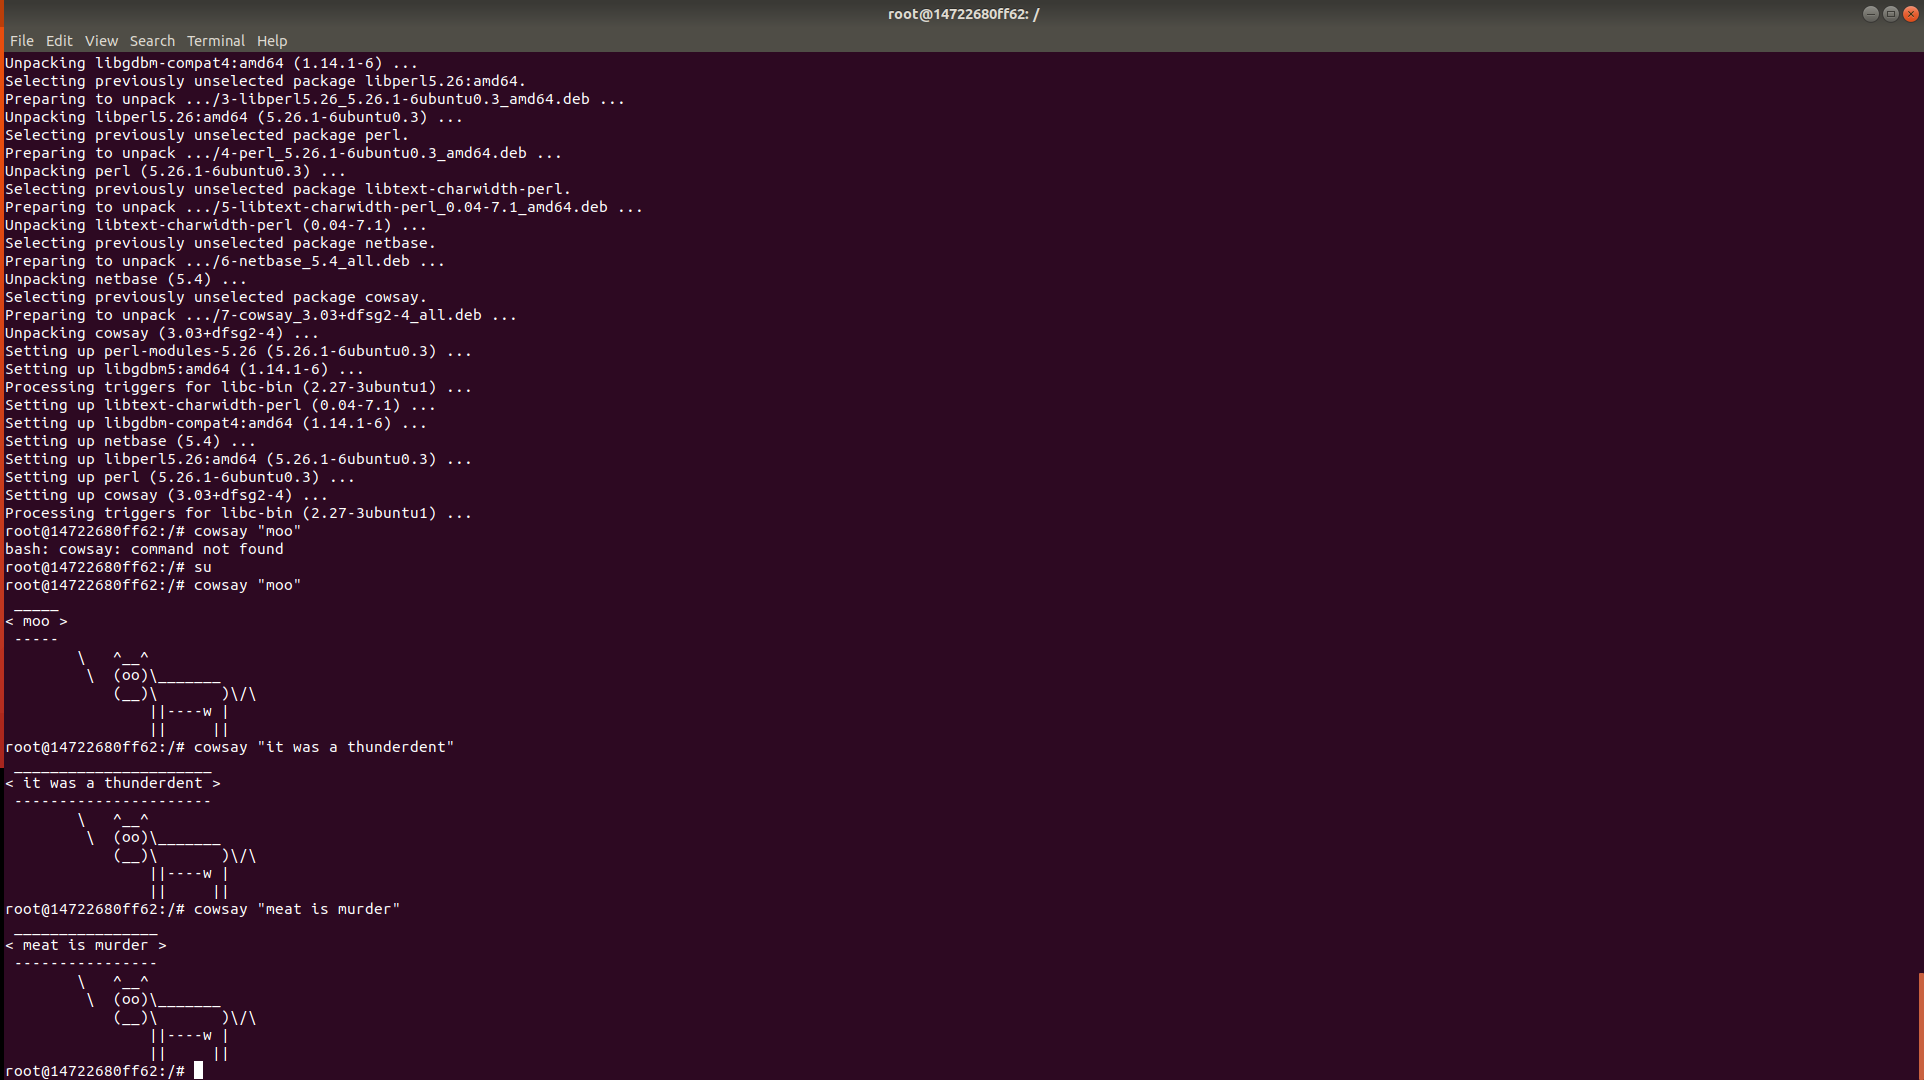 root@14722680ff62: /
File Edit View Search Terminal Help
Unpacking libgdbm-compat4:amd64 (1.14.1-6) ...
Selecting previously unselected package libperl5.26:amd64.
Preparing to unpack .../3-libperl5.26_5.26.1-6ubuntu0.3_amd64.deb ...
Unpacking libperl5.26:amd64 (5.26.1-6ubuntu0.3) ...
Selecting previously unselected package perl.
Preparing to unpack .../4-perl_5.26.1-6ubuntu0.3_amd64.deb ...
Unpacking perl (5.26.1-6ubuntu0.3) ...
Selecting previously unselected package libtext-charwidth-perl.
Preparing to unpack .../5-libtext-charwidth-perl_0.04-7.1_amd64.deb ...
Unpacking libtext-charwidth-perl (0.04-7.1) ...
Selecting previously unselected package netbase.
Preparing to unpack .../6-netbase_5.4_all.deb ...
Unpacking netbase (5.4) ...
Selecting previously unselected package cowsay.
Preparing to unpack .../7-cowsay_3.03+dfsg2-4_all.deb ...
Unpacking cowsay (3.03+dfsg2-4) ...
Setting up perl-modules-5.26 (5.26.1-6ubuntu0.3) ...
Setting up libgdbm5:amd64 (1.14.1-6) ...
Processing triggers for libc-bin (2.27-3ubuntu1) ...
Setting up libtext-charwidth-perl (0.04-7.1) ...
Setting up libgdbm-compat4:amd64 (1.14.1-6) ...
Setting up netbase (5.4) ...
Setting up libperl5.26:amd64 (5.26.1-6ubuntu0.3) ...
Setting up perl (5.26.1-6ubuntu0.3) ...
Setting up cowsay (3.03+dfsg2-4) ...
Processing triggers for libc-bin (2.27-3ubuntu1) ...
root@14722680ff62:/# cowsay "moo"
bash: cowsay: command not found
root@14722680ff62:/# su
root@14722680ff62:/# cowsay "moo"
 _____
< moo >
 -----
        \   ^__^
         \  (oo)\_______
            (__)\       )\/\
                ||----w |
                ||     ||
root@14722680ff62:/# cowsay "it was a thunderdent"
 ______________________
< it was a thunderdent >
 ----------------------
        \   ^__^
         \  (oo)\_______
            (__)\       )\/\
                ||----w |
                ||     ||
root@14722680ff62:/# cowsay "meat is murder"
 ________________
< meat is murder >
 ----------------
        \   ^__^
         \  (oo)\_______
            (__)\       )\/\
                ||----w |
                ||     ||
root@14722680ff62:/#